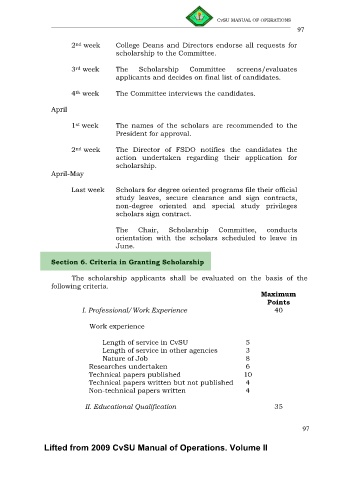 CvSU MANUAL OF OPERATIONS
97
2nd week College Deans and Directors endorse all requests for
scholarship to the Committee.
3rd week The Scholarship Committee screens/evaluates
applicants and decides on final list of candidates.
4th week The Committee interviews the candidates.
April
1st week The names of the scholars are recommended to the
President for approval.
2nd week The Director of FSDO notifies the candidates the
action undertaken regarding their application for
scholarship.
April-May
Last week Scholars for degree oriented programs file their official
study leaves, secure clearance and sign contracts,
non-degree oriented and special study privileges
scholars sign contract.
The Chair, Scholarship Committee, conducts
orientation with the scholars scheduled to leave in
June.
Section 6. Criteria in Granting Scholarship
The scholarship applicants shall be evaluated on the basis of the
following criteria.
Maximum
Points
I. Professional/Work Experience 40
Work experience
Length of service in CvSU 5
Length of service in other agencies 3
Nature of Job 8
Researches undertaken 6
Technical papers published 10
Technical papers written but not published 4
Non-technical papers written 4
II. Educational Qualification 35
97
Lifted from 2009 CvSU Manual of Operations. Volume II